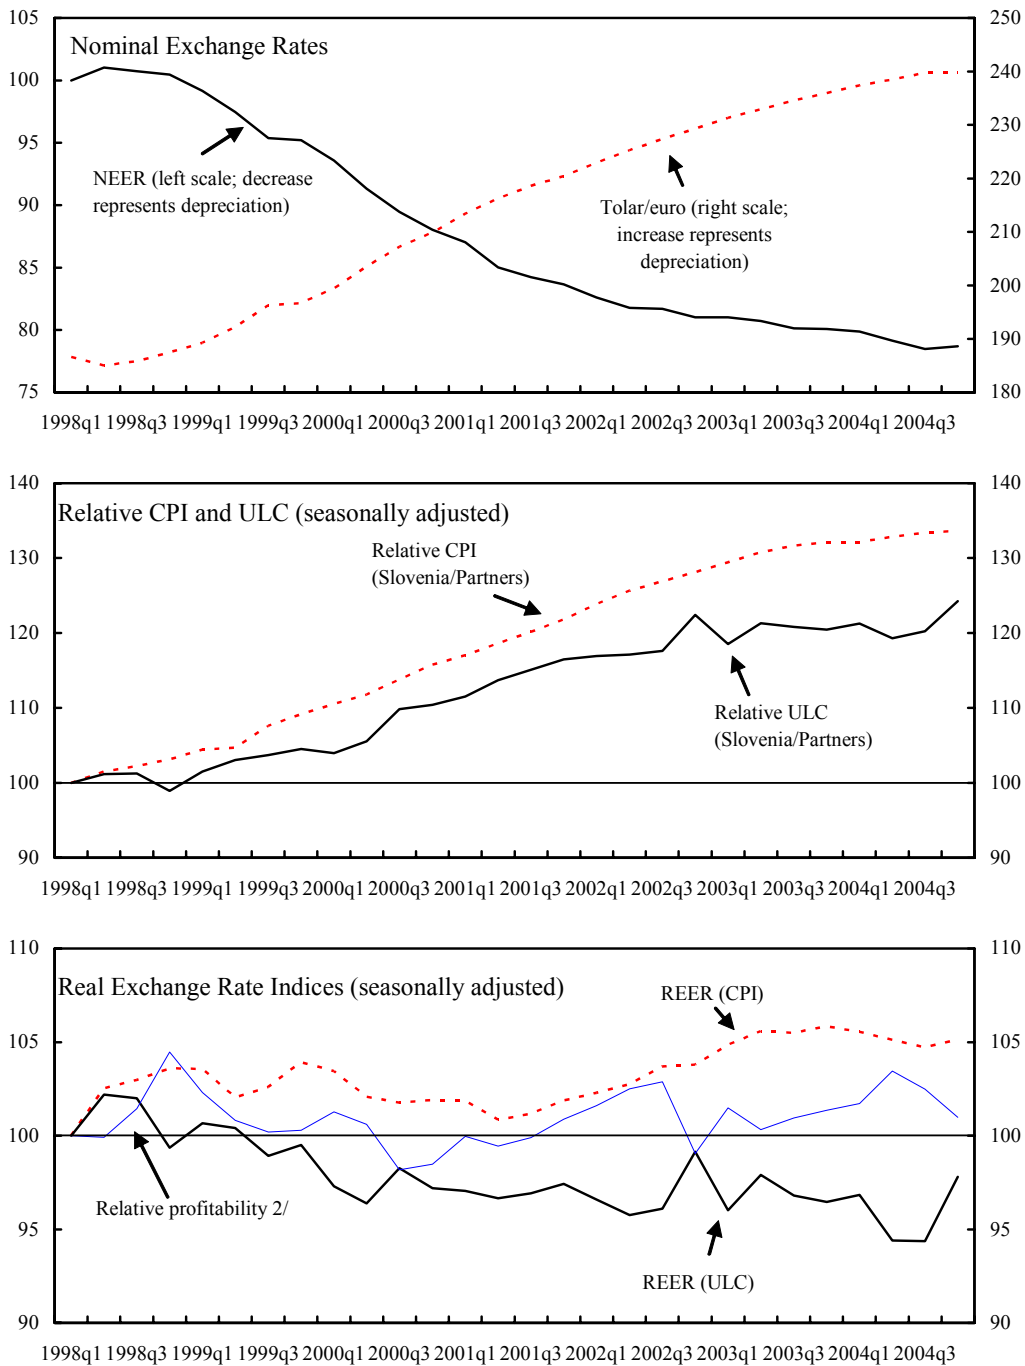 105
250
Nominal Exchange Rates
100
240
95
230
NEER (left scale; decrease
represents depreciation)
220
90
Tolar/euro (right scale;
increase represents
depreciation)
210
85
200
80
190
75
180
1998q1 1998q3 1999q1 1999q3 2000q1 2000q3 2001q1 2001q3 2002q1 2002q3 2003q1 2003q3 2004q1 2004q3
140
140
Relative CPI and ULC (seasonally adjusted)
Relative CPI
(Slovenia/Partners)
130
130
120
120
110
110
Relative ULC
(Slovenia/Partners)
100
100
90
90
1998q1 1998q3 1999q1 1999q3 2000q1 2000q3 2001q1 2001q3 2002q1 2002q3 2003q1 2003q3 2004q1 2004q3
110
110
Real Exchange Rate Indices (seasonally adjusted)
REER (CPI)
105
105
100
100
Relative profitability 2/
95
95
REER (ULC)
90
90
1998q1 1998q3 1999q1 1999q3 2000q1 2000q3 2001q1 2001q3 2002q1 2002q3 2003q1 2003q3 2004q1 2004q3